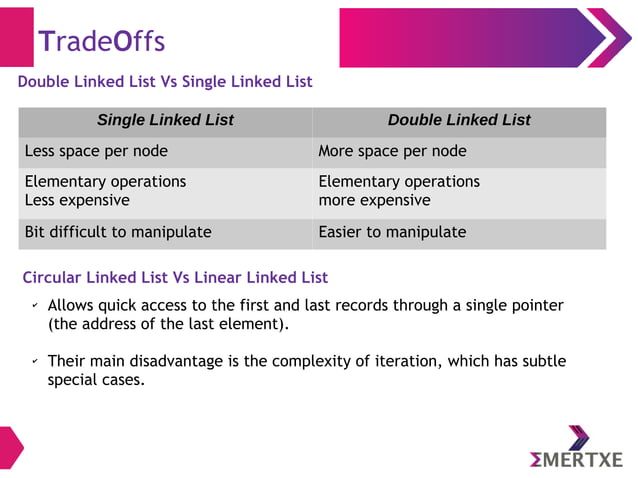 TradeOffs
Double Linked List Vs Single Linked List
Single Linked List Double Linked List
Less space per node More space per node
Elementary operations Elementary operations
Less expensive more expensive
Bit difficult to manipulate Easier to manipulate
Circular Linked List Vs Linear Linked List
✓ Allows quick access to the first and last records through a single pointer
(the address of the last element).
✓ Their main disadvantage is the complexity of iteration, which has subtle
special cases.
EMERTXE